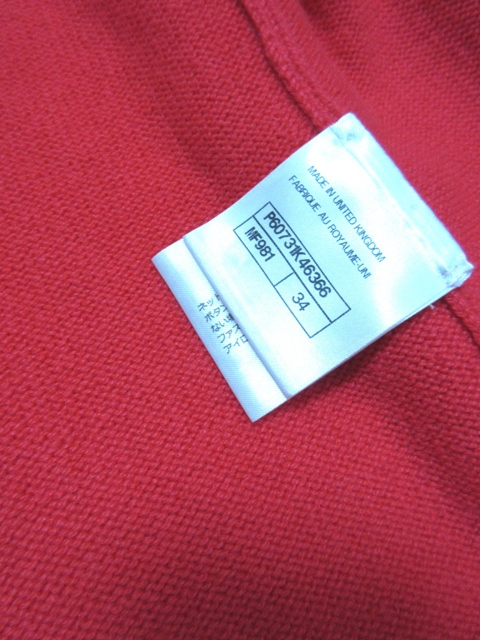 MADE IN UNITED KINGDOM
FABRIQUE AU ROYAUME-UNI
P60731K46366
MF981 34
ネッ
ボタ
ない
ファ
アイ